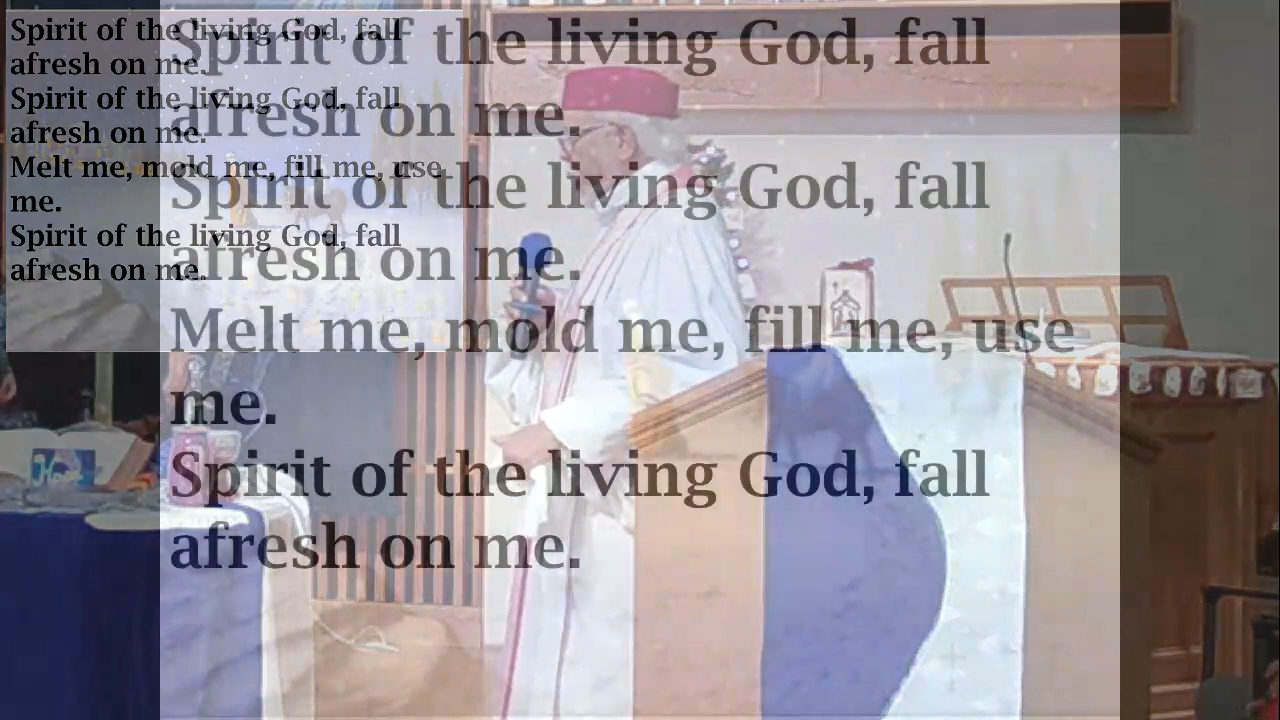 Spirit of the living God, fall
afresh on me.
Spirit of the living God, fall
afresh on me.
Melt me, mold me, fill me, use
me.
Spirit of the living God, fall
afresh on me.
Spirit of the living God, fall
afresh on me.
Spirit of the living God, fall
afresh on me.
Melt me, mold me, fill me, use
me.
Spirit of the living God, fall
afresh on me.